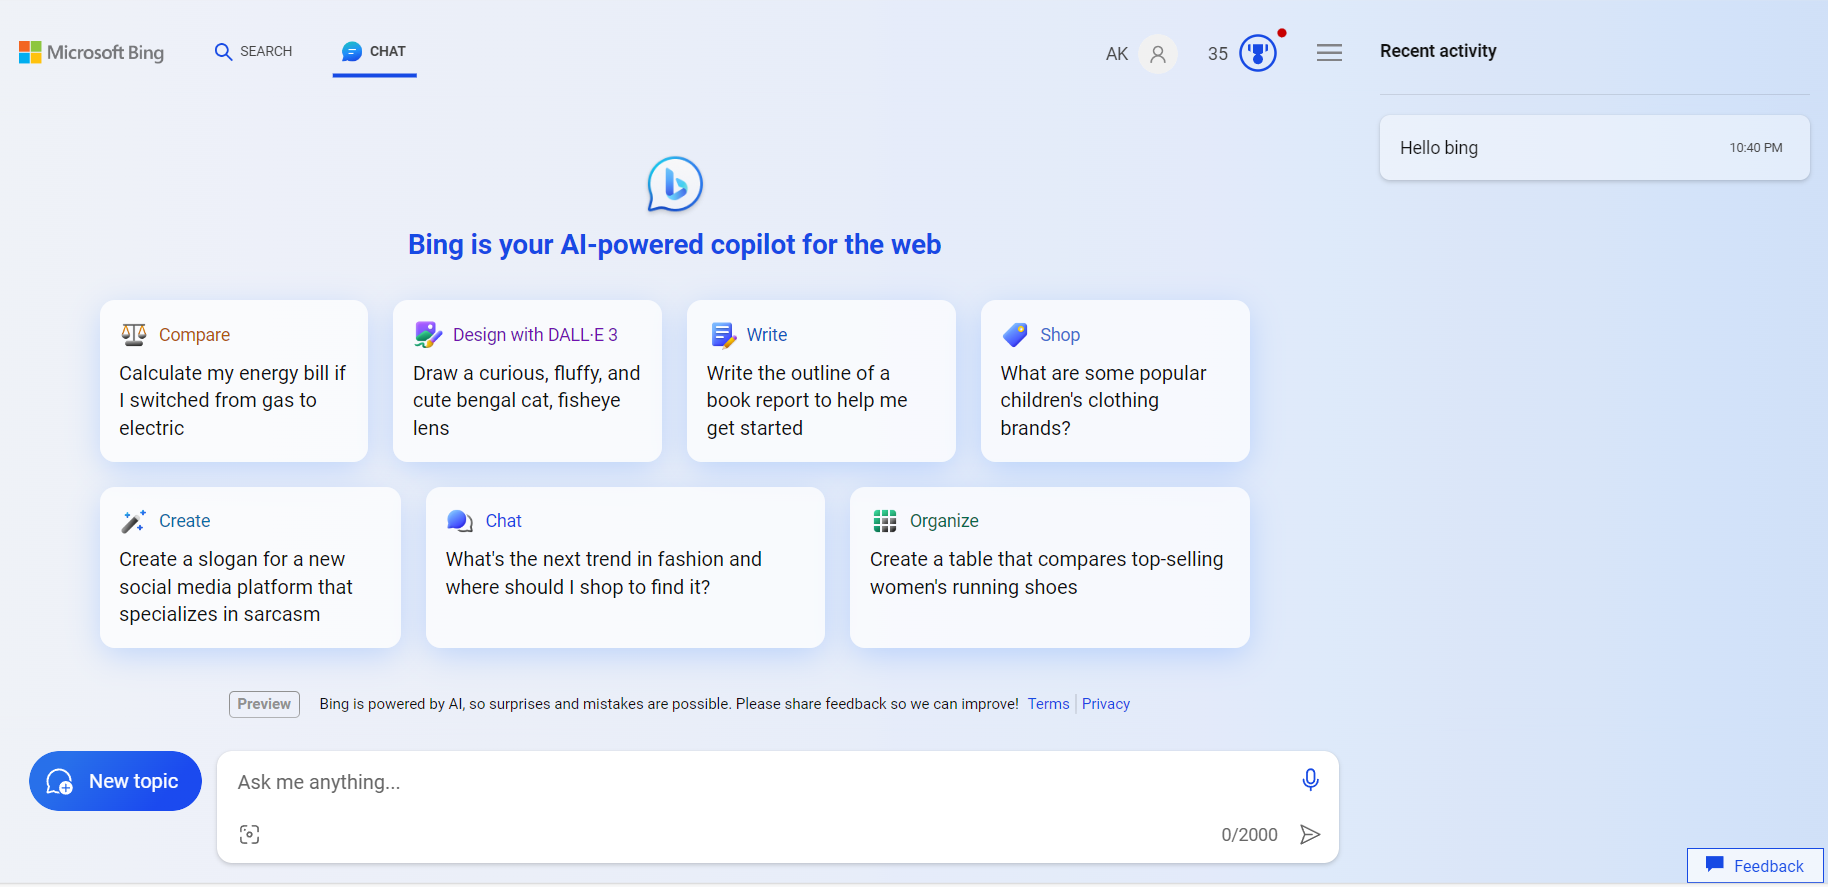 Microsoft Bing
SEARCH
CHAT
AK
35
Recent activity
Hello bing
10:40 PM
Bing is your AI-powered copilot for the web
Compare
Calculate my energy bill if
I switched from gas to
electric
Design with DALL·E 3
Draw a curious, fluffy, and
cute bengal cat, fisheye
lens
Write
Write the outline of a
book report to help me
get started
Shop
What are some popular
children's clothing
brands?
Create
Create a slogan for a new
social media platform that
specializes in sarcasm
Chat
What's the next trend in fashion and
where should I shop to find it?
Organize
Create a table that compares top-selling
women's running shoes
Preview
Bing is powered by AI, so surprises and mistakes are possible. Please share feedback so we can improve! Terms Privacy
New topic
Ask me anything...
0/2000
Feedback